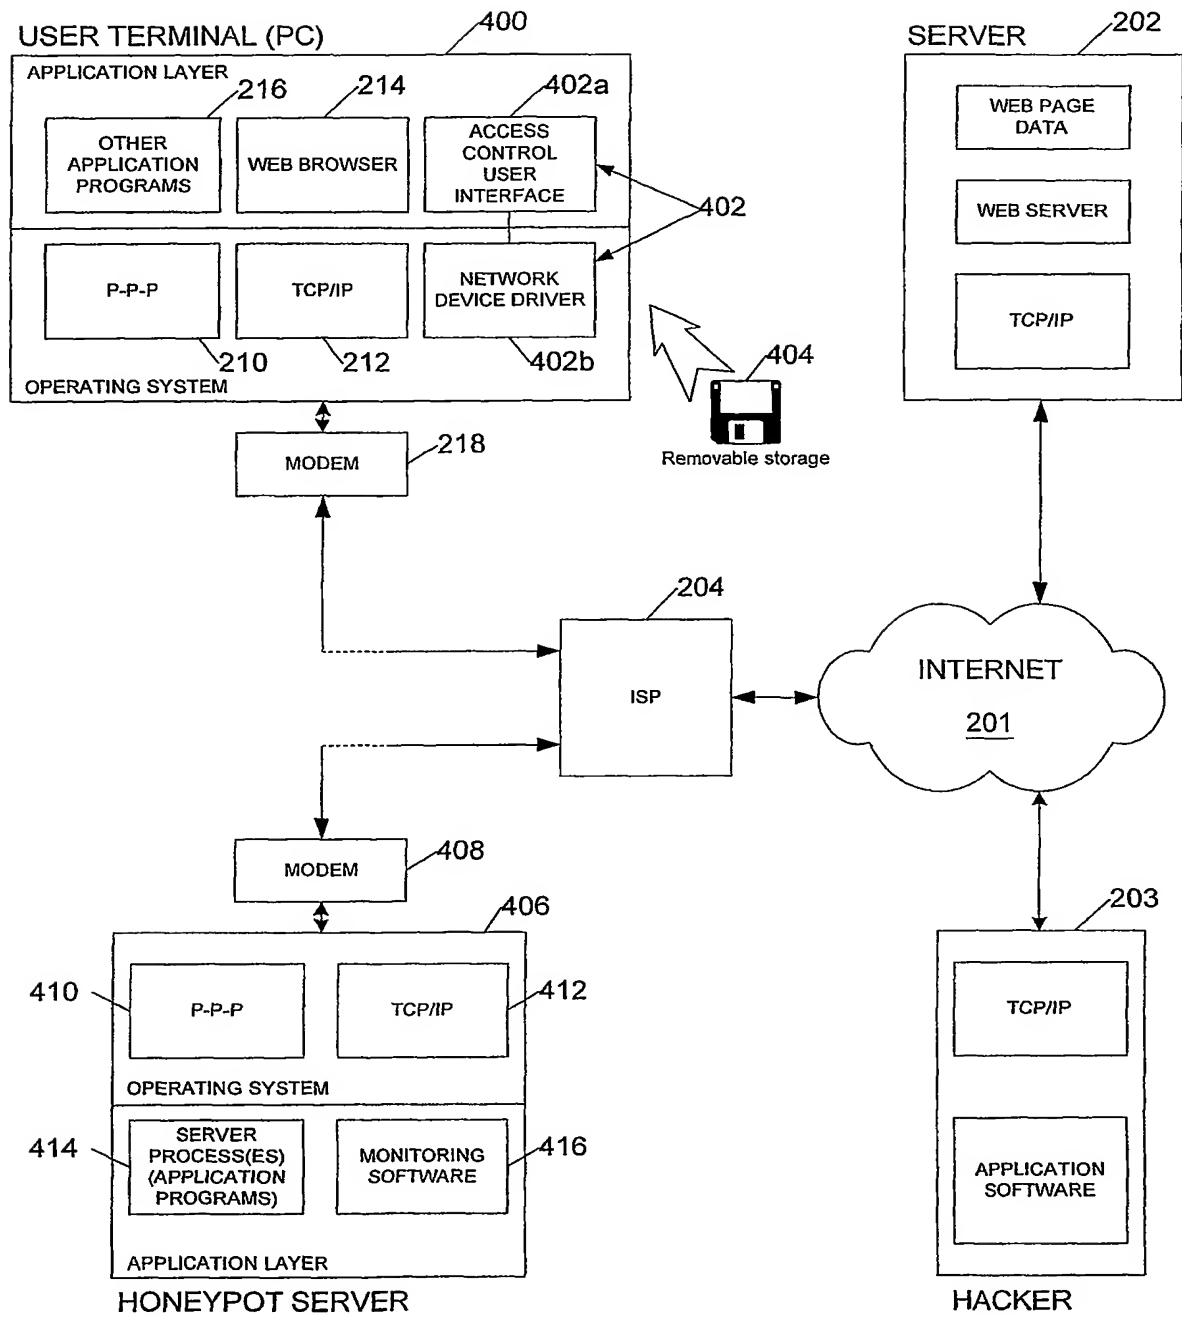 USER TERMINAL (PC)
400
SERVER
202
APPLICATION LAYER
216
214
402a
OTHER
APPLICATION
PROGRAMS
WEB BROWSER
ACCESS
CONTROL
USER
INTERFACE
402
WEB PAGE
DATA
WEB SERVER
P-P-P
TCP/IP
NETWORK
DEVICE DRIVER
TCP/IP
210
212
402b
OPERATING SYSTEM
404
Removable storage
MODEM
218
204
ISP
INTERNET
201
MODEM
408
406
203
410
P-P-P
TCP/IP
412
TCP/IP
OPERATING SYSTEM
414
SERVER
PROCESS(ES)
(APPLICATION
PROGRAMS)
MONITORING
SOFTWARE
416
APPLICATION
SOFTWARE
APPLICATION LAYER
HONEYPOT SERVER
HACKER